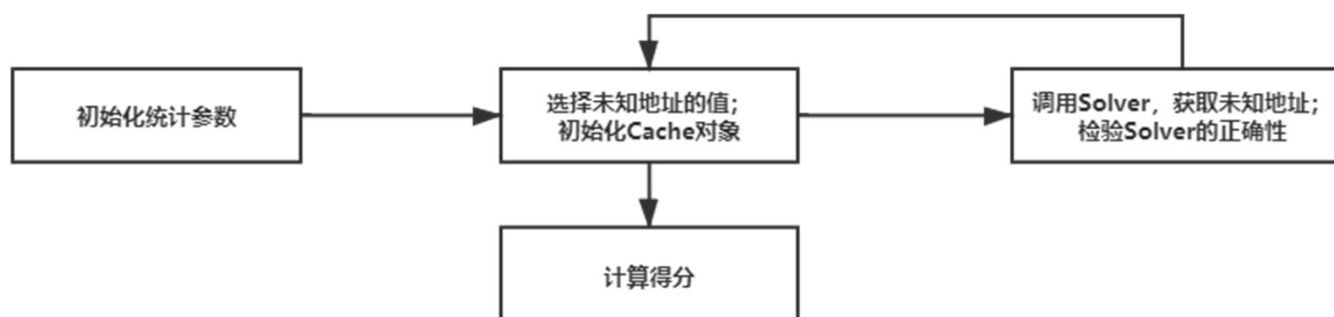 初始化统计参数
选择未知地址的值；
初始化Cache对象
调用Solver，获取未知地址；
检验Solver的正确性
计算得分